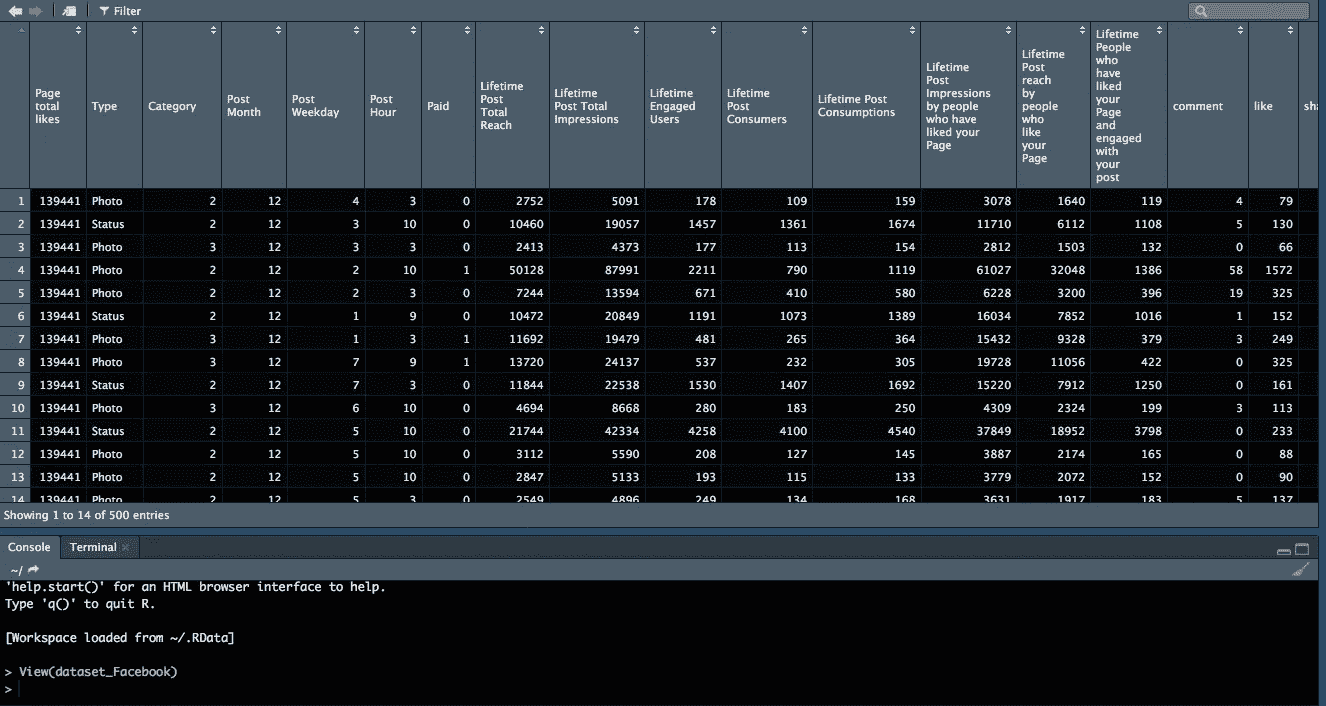 Filter
Page total likes Type Category Post Month Post Weekday Post Hour Paid Lifetime Post Total Reach Lifetime Post Total Impressions Lifetime Engaged Users Lifetime Post Consumers Lifetime Post Consumptions Lifetime Post Impressions by people who have liked your Page Lifetime Post reach by people who like your Page Lifetime People who have liked your Page and engaged with your post comment like sha
1 139441 Photo 2 12 4 3 0 2752 5091 178 109 159 3078 1640 119 4 79
2 139441 Status 2 12 3 10 0 10460 19057 1457 1361 1674 11710 6112 1108 5 130
3 139441 Photo 3 12 3 3 0 2413 4373 177 113 154 2812 1503 132 0 66
4 139441 Photo 2 12 2 10 1 50128 87991 2211 790 1119 61027 32048 1386 58 1572
5 139441 Photo 2 12 2 3 0 7244 13594 671 410 580 6228 3200 396 19 325
6 139441 Status 2 12 1 9 0 10472 20849 1191 1073 1389 16034 7852 1016 1 152
7 139441 Photo 3 12 1 3 1 11692 19479 481 265 364 15432 9328 379 3 249
8 139441 Photo 3 12 7 9 1 13720 24137 537 232 305 19728 11056 422 0 325
9 139441 Status 2 12 7 3 0 11844 22538 1530 1407 1692 15220 7912 1250 0 161
10 139441 Photo 3 12 6 10 0 4694 8668 280 183 250 4309 2324 199 3 113
11 139441 Status 2 12 5 10 0 21744 42334 4258 4100 4540 37849 18952 3798 0 233
12 139441 Photo 2 12 5 10 0 3112 5590 208 127 145 3887 2174 165 0 88
13 139441 Photo 2 12 5 10 0 2847 5133 193 115 133 3779 2072 152 0 90
14 139441 Photo 2 12 5 3 0 2549 4896 249 134 168 3631 1917 183 5 137
Showing 1 to 14 of 500 entries
Console Terminal
~/
'help.start()' for an HTML browser interface to help.
Type 'q()' to quit R.
[Workspace loaded from ~/.RData]
> View(dataset_Facebook)
>